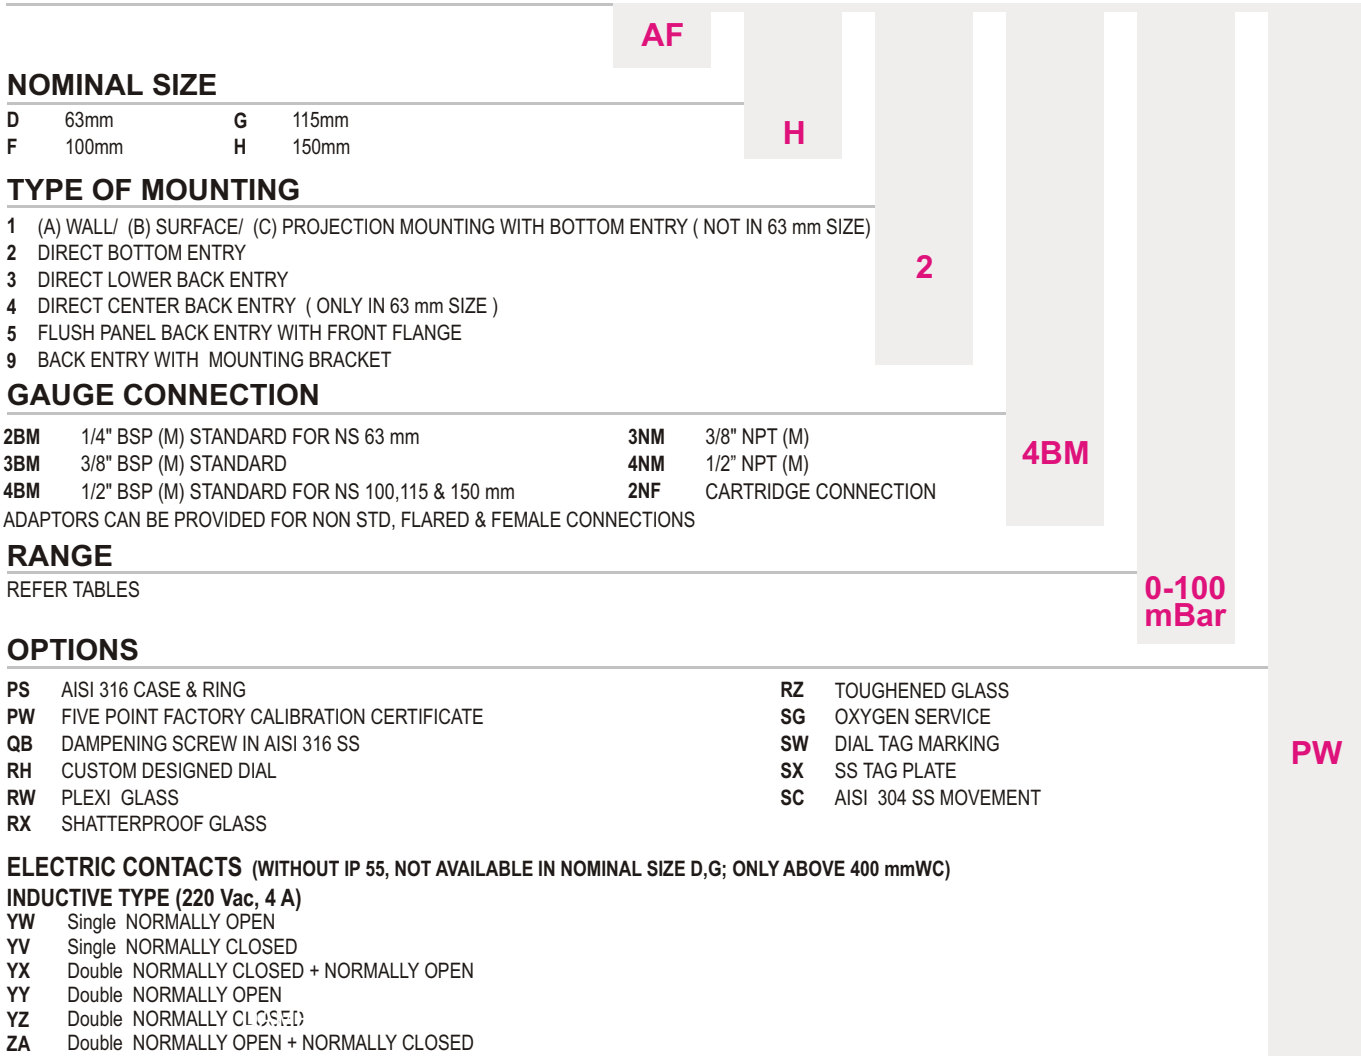 AF
NOMINAL SIZE
D 63mm G 115mm
F 100mm H 150mm
H
TYPE OF MOUNTING
1 (A) WALL/ (B) SURFACE/ (C) PROJECTION MOUNTING WITH BOTTOM ENTRY ( NOT IN 63 mm SIZE)
2 DIRECT BOTTOM ENTRY
2
3 DIRECT LOWER BACK ENTRY
4 DIRECT CENTER BACK ENTRY ( ONLY IN 63 mm SIZE )
5 FLUSH PANEL BACK ENTRY WITH FRONT FLANGE
9 BACK ENTRY WITH MOUNTING BRACKET
GAUGE CONNECTION
2BM 1/4" BSP (M) STANDARD FOR NS 63 mm 3NM 3/8" NPT (M)
3BM 3/8" BSP (M) STANDARD 4NM 1/2” NPT (M)
4BM
4BM 1/2" BSP (M) STANDARD FOR NS 100,115 & 150 mm 2NF CARTRIDGE CONNECTION
ADAPTORS CAN BE PROVIDED FOR NON STD, FLARED & FEMALE CONNECTIONS
RANGE
REFER TABLES
0-100
mBar
OPTIONS
PS AISI 316 CASE & RING RZ TOUGHENED GLASS
PW FIVE POINT FACTORY CALIBRATION CERTIFICATE SG OXYGEN SERVICE
QB DAMPENING SCREW IN AISI 316 SS SW DIAL TAG MARKING
PW
RH CUSTOM DESIGNED DIAL SX SS TAG PLATE
RW PLEXI GLASS SC AISI 304 SS MOVEMENT
RX SHATTERPROOF GLASS
ELECTRIC CONTACTS (WITHOUT IP 55, NOT AVAILABLE IN NOMINAL SIZE D,G; ONLY ABOVE 400 mmWC)
INDUCTIVE TYPE (220 Vac, 4 A)
YW Single NORMALLY OPEN
YV Single NORMALLY CLOSED
YX Double NORMALLY CLOSED + NORMALLY OPEN
YY Double NORMALLY OPEN
YZ Double NORMALLY CLOSED
ZA Double NORMALLY OPEN + NORMALLY CLOSED